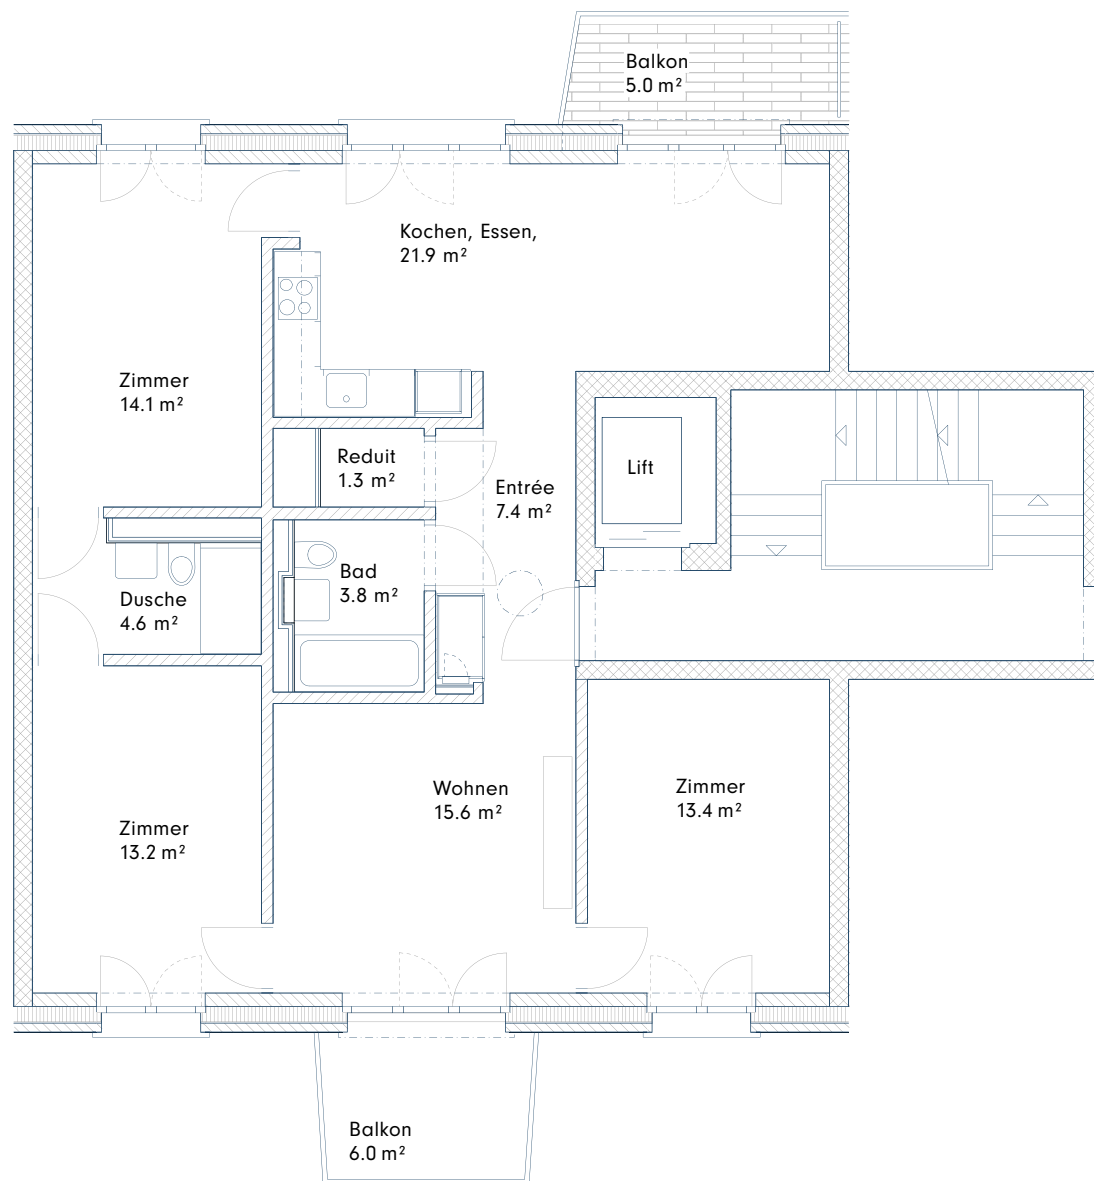 Balkon
5.0 m²
Kochen, Essen,
21.9 m²
Zimmer
14.1 m²
Reduit
1.3 m²
Lift
Entrée
7.4 m²
Bad
3.8 m²
Dusche
4.6 m²
Wohnen
15.6 m²
Zimmer
13.4 m²
Zimmer
13.2 m²
Balkon
6.0 m²